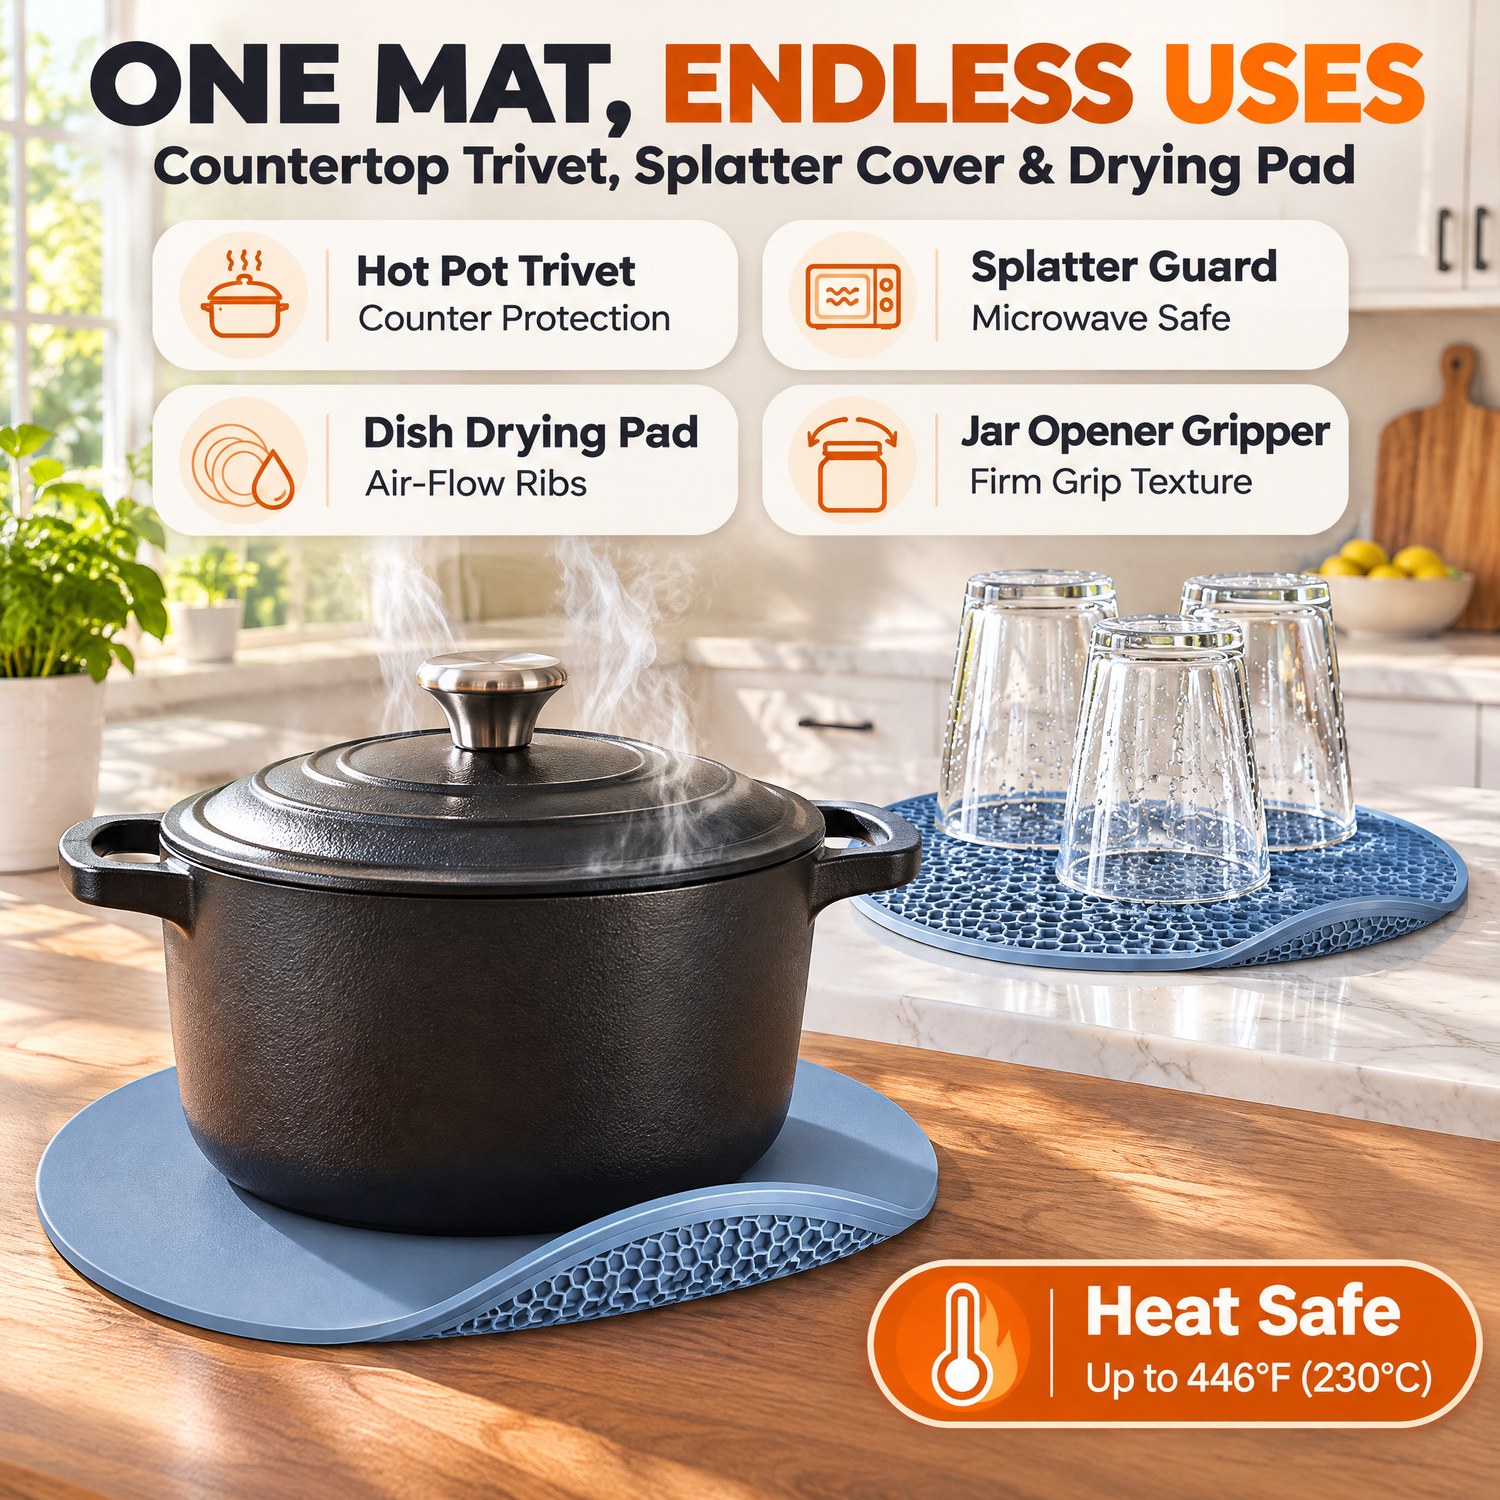 ONE MAT, ENDLESS USES
Countertop Trivet, Splatter Cover & Drying Pad
Hot Pot Trivet
Counter Protection
Splatter Guard
Microwave Safe
Dish Drying Pad
Air-Flow Ribs
Jar Opener Gripper
Firm Grip Texture
Heat Safe
Up to 446°F (230°C)